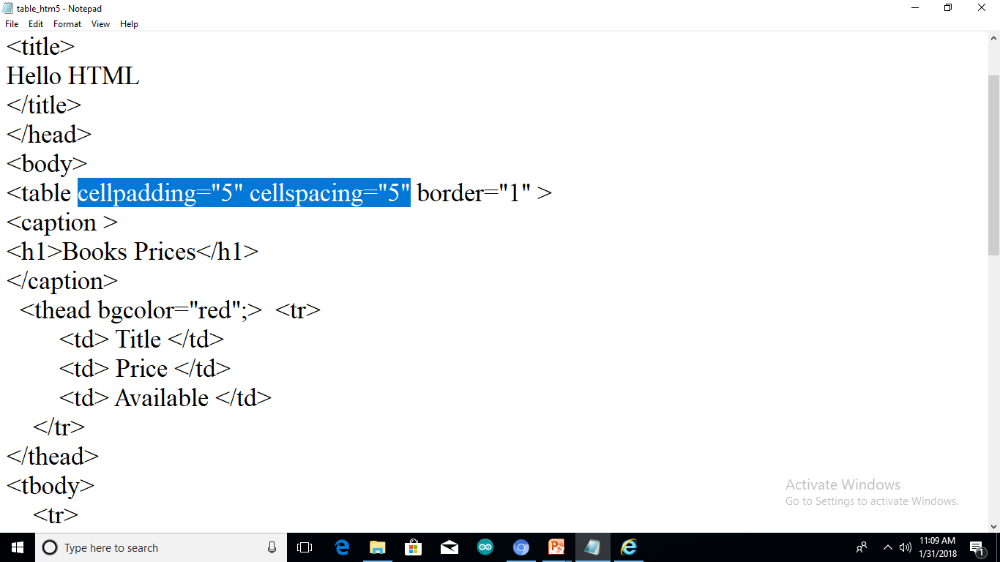 table_htm5 - Notepad
File Edit Format View Help
<title>
Hello HTML
</title>
</head>
<body>
<table cellpadding="5" cellspacing="5" border="1" >
<caption >
<h1>Books Prices</h1>
</caption>
<thead bgcolor="red";> <tr>
<td> Title </td>
<td> Price </td>
<td> Available </td>
</tr>
</thead>
<tbody>
<tr>
Activate Windows
Go to Settings to activate Windows.
Type here to search
11:09 AM
1/31/2018
1